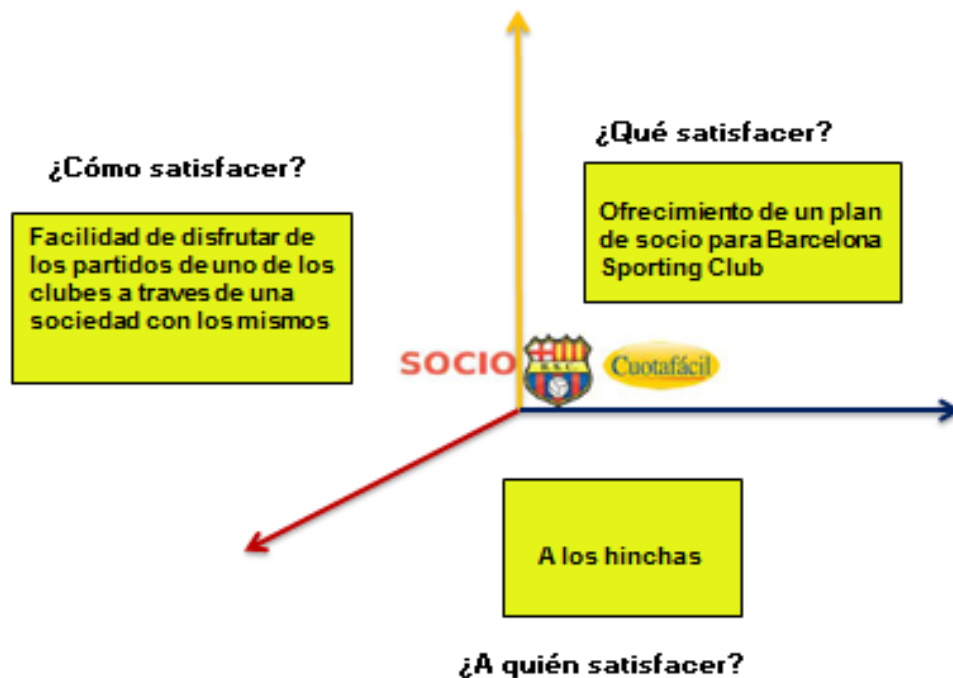 ¿Qué satisfacer?
¿Cómo satisfacer?
Ofrecimiento de un plan
de socio para Barcelona
Sporting Club
Facilidad de disfrutar de
los partidos de uno de los
clubes a traves de una
sociedad con los mismos
SOCIO
B.S.C.
Cuotafácil
A los hinchas
¿A quién satisfacer?